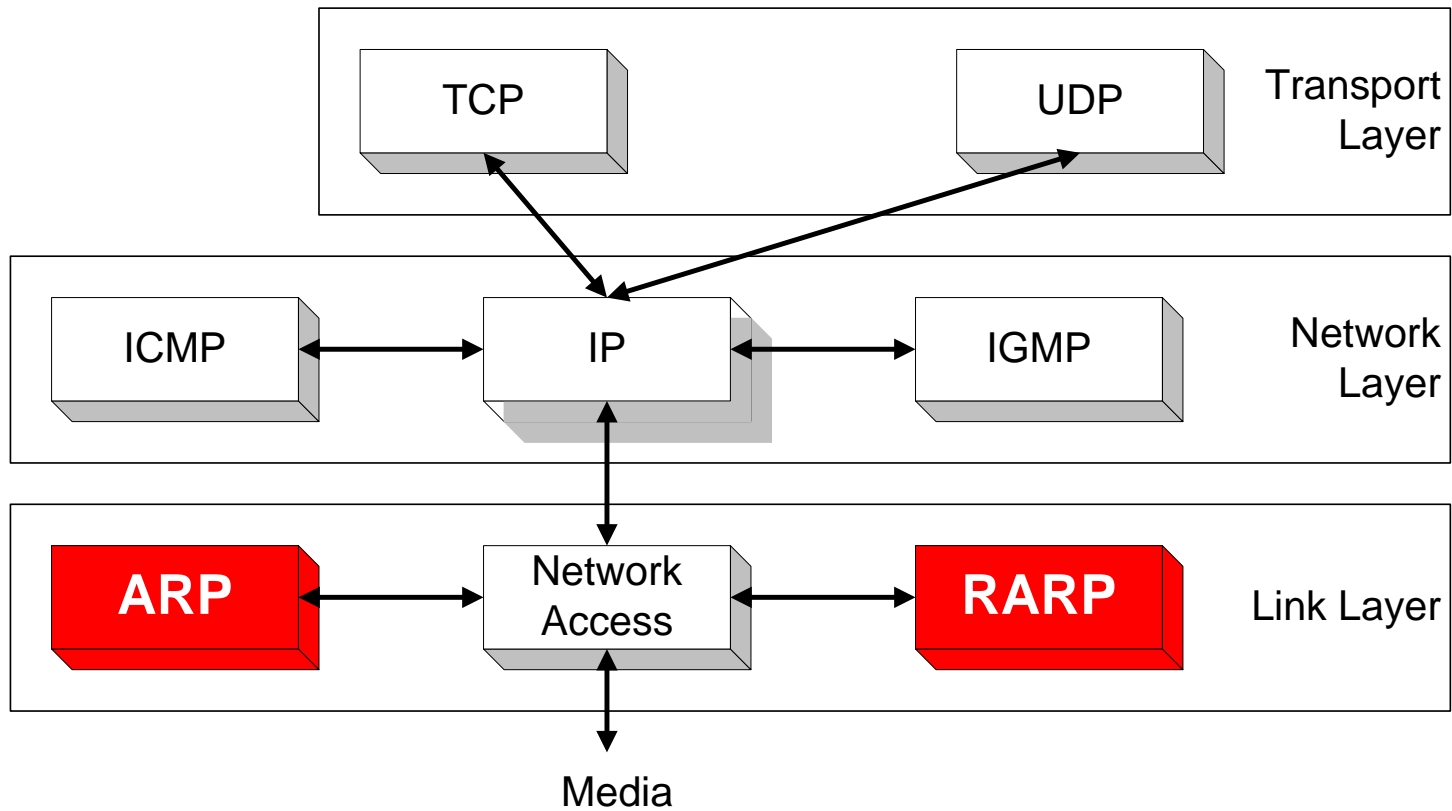 TCP
UDP
Transport
Layer
ICMP
IP
IGMP
Network
Layer
ARP
Network
Access
RARP
Link Layer
Media